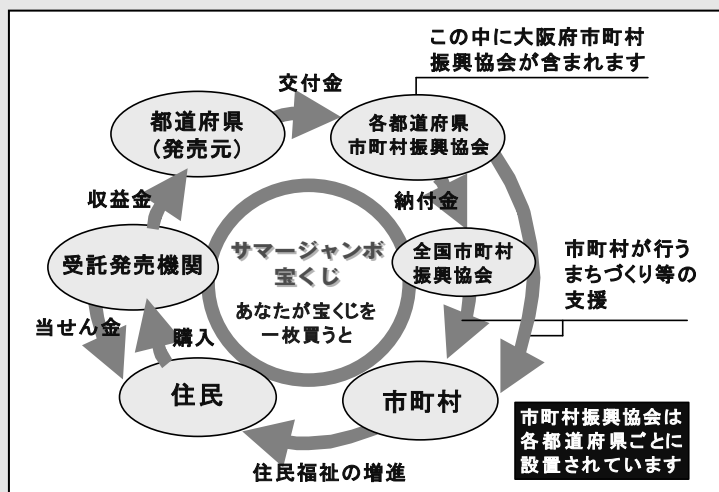 この中に大阪府市町村
振興協会が含まれます
交付金
都道府県
（発売元）
各都道府県
市町村振興協会
収益金
納付金
サマージャンボ
宝くじ
あなたが宝くじを
一枚買うと
受託発売機関
全国市町村
振興協会
市町村が行う
まちづくり等の
支援
当せん金
購入
住民
市町村
市町村振興協会は
各都道府県ごとに
設置されています
住民福祉の増進